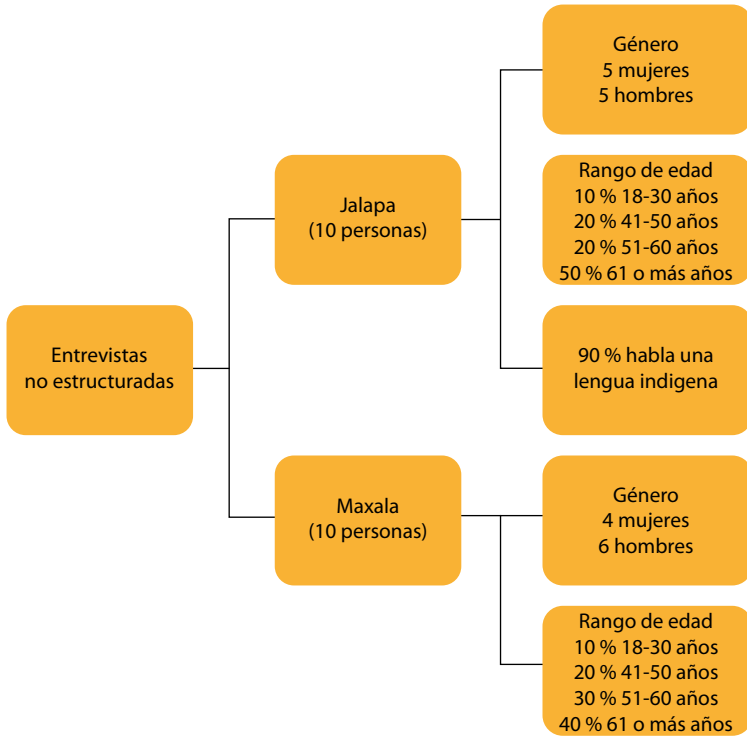 Entrevistas
no estructuradas
Jalapa
(10 personas)
Género
5 mujeres
5 hombres
Rango de edad
10 % 18-30 años
20 % 41-50 años
20 % 51-60 años
50 % 61 o más años
90 % habla una
lengua indigena
Maxala
(10 personas)
Género
4 mujeres
6 hombres
Rango de edad
10 % 18-30 años
20 % 41-50 años
30 % 51-60 años
40 % 61 o más años